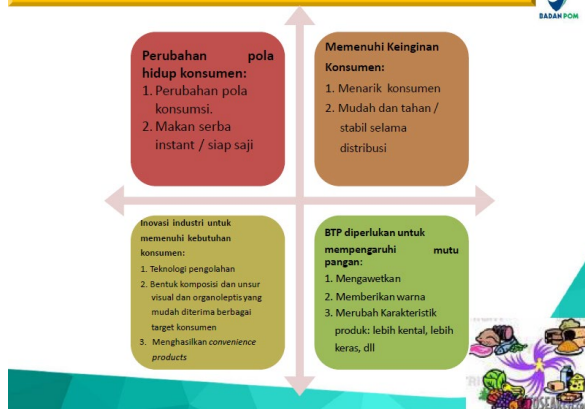 BADAN POM
Perubahan pola
hidup konsumen:
1. Perubahan pola
konsumsi.
2. Makan serba
instant / siap saji
Memenuhi Keinginan
Konsumen:
1. Menarik konsumen
2. Mudah dan tahan /
stabil selama
distribusi
Inovasi industri untuk
memenuhi kebutuhan
konsumen:
1. Teknologi pengolahan
2. Bentuk komposisi dan unsur
visual dan organoleptis yang
mudah diterima berbagai
target konsumen
3. Menghasilkan convenience
products
BTP diperlukan untuk
mempengaruhi mutu
pangan:
1. Mengawetkan
2. Memberikan warna
3. Merubah Karakteristik
produk: lebih kental, lebih
keras, dll